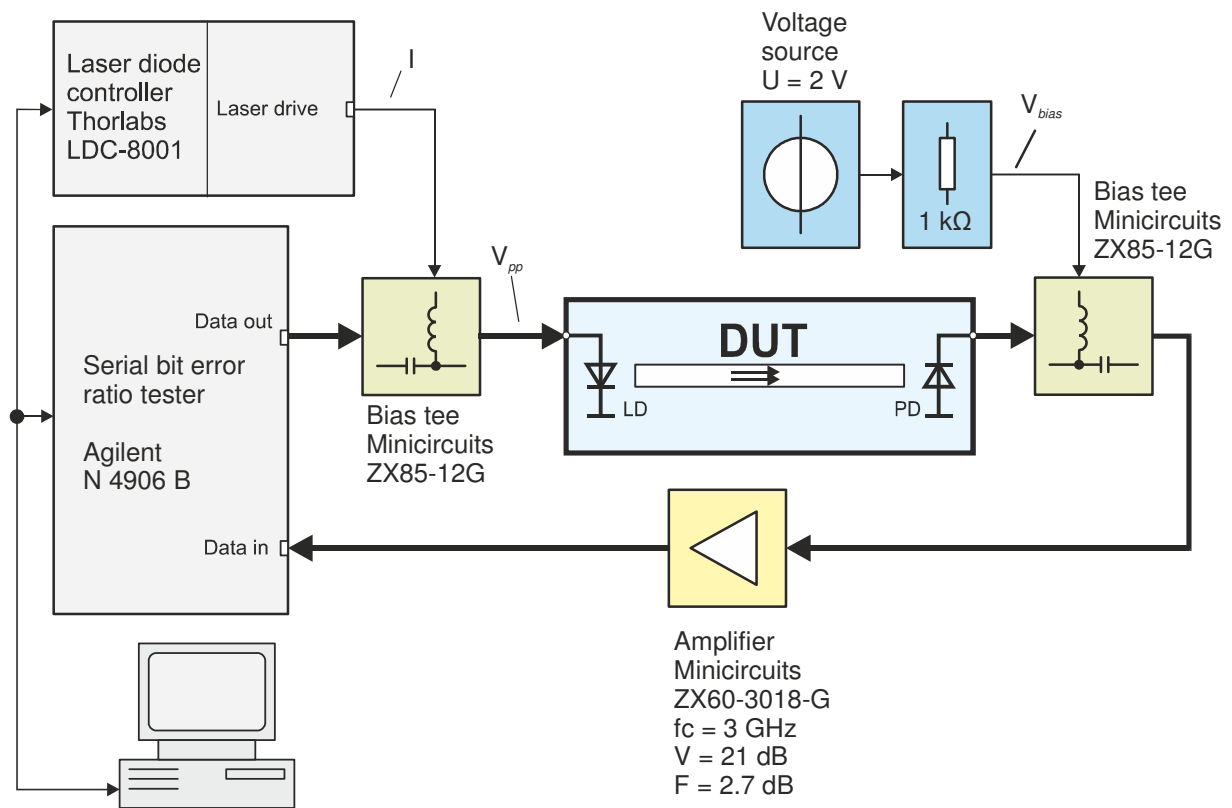 Laser diode
controller
Thorlabs
LDC-8001
Laser drive
I
Voltage
source
U = 2 V
1 kΩ
V_bias
Bias tee
Minicircuits
ZX85-12G
Data out
Serial bit error
ratio tester
Agilent
N 4906 B
Data in
V_pp
Bias tee
Minicircuits
ZX85-12G
DUT
LD
PD
Amplifier
Minicircuits
ZX60-3018-G
fc = 3 GHz
V = 21 dB
F = 2.7 dB